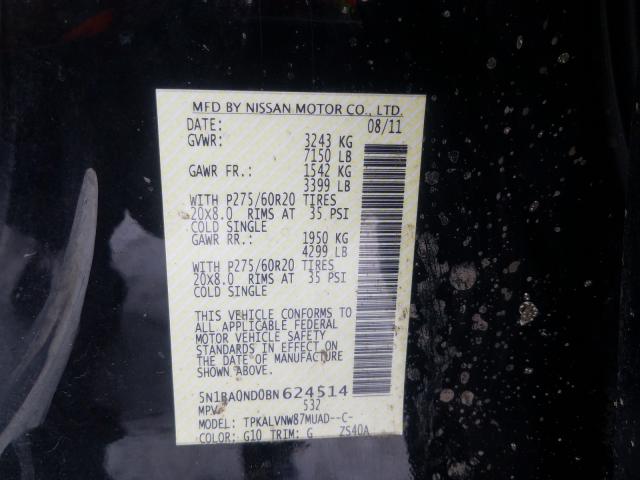 MFD BY NISSAN MOTOR CO., LTD.
DATE: 08/11
GVWR: 3243 KG
7150 LB
GAWR FR.: 1542 KG
3399 LB
WITH P275/60R20 TIRES
20X8.0 RIMS AT 35 PSI
COLD SINGLE
GAWR RR.: 1950 KG
4299 LB
WITH P275/60R20 TIRES
20X8.0 RIMS AT 35 PSI
COLD SINGLE
THIS VEHICLE CONFORMS TO
ALL APPLICABLE FEDERAL
MOTOR VEHICLE SAFETY
STANDARDS IN EFFECT ON
THE DATE OF MANUFACTURE
SHOWN ABOVE.
5N1BA0ND0BN624514
MPV 532
MODEL: TPKALVNW87MUAD--C-
COLOR: G10 TRIM: G ZS40A